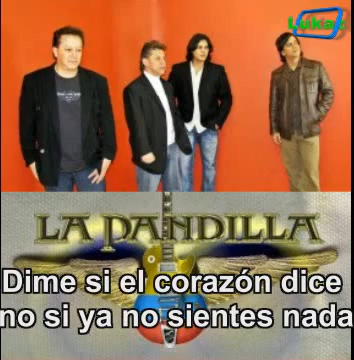 Lukas
LA PANDILLA
Dime si el corazón dice
no si ya no sientes nada